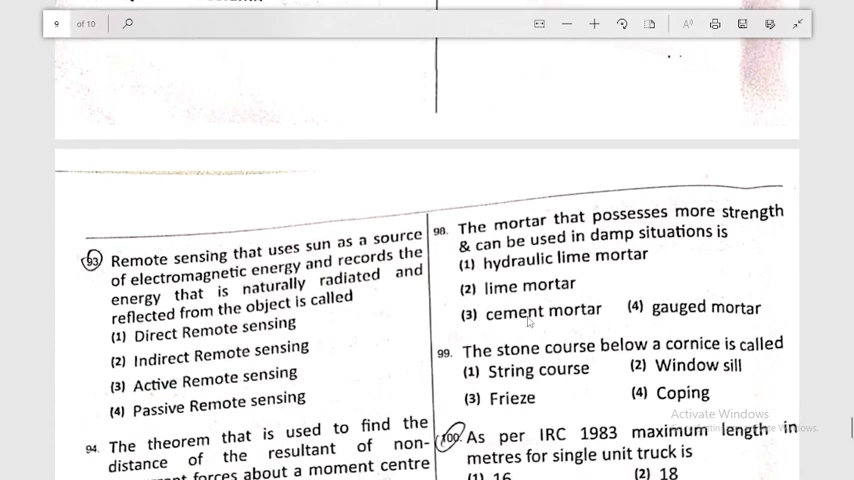 9 of 10
93. Remote sensing that uses sun as a source
of electromagnetic energy and records the
energy that is naturally radiated and
reflected from the object is called
(1) Direct Remote sensing
(2) Indirect Remote sensing
(3) Active Remote sensing
(4) Passive Remote sensing
94. The theorem that is used to find the
distance of the resultant of non-
forces about a moment centre
98. The mortar that possesses more strength
& can be used in damp situations is
(1) hydraulic lime mortar
(2) lime mortar
(3) cement mortar (4) gauged mortar
99. The stone course below a cornice is called
(1) String course (2) Window sill
(3) Frieze (4) Coping
Activate Windows
100. As per IRC 1983 maximum length in
metres for single unit truck is
(1) 16 (2) 18